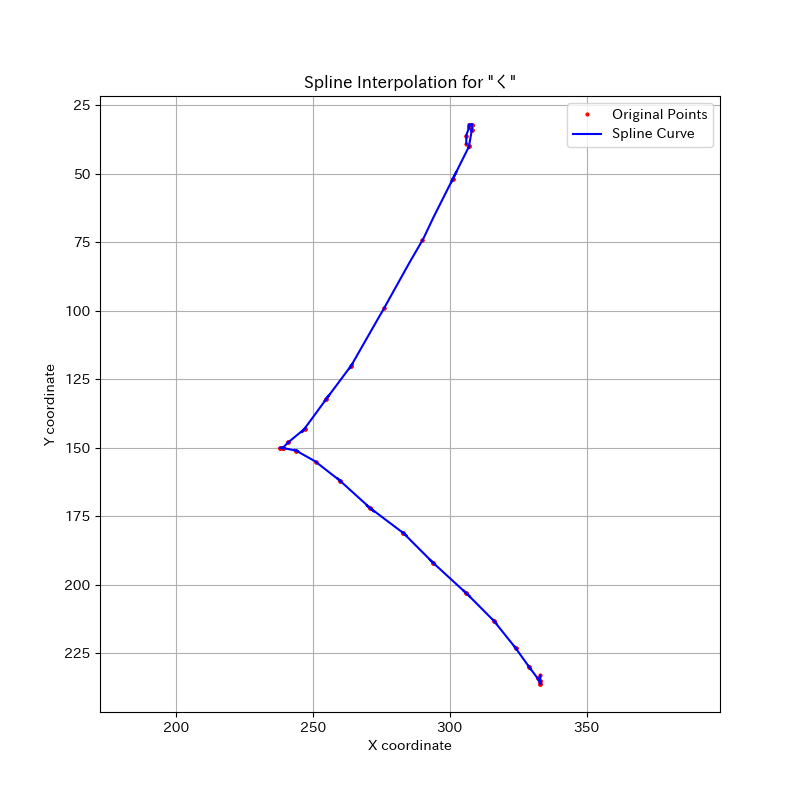 Spline Interpolation for "く"
Original Points
Spline Curve
25
50
75
100
125
150
175
200
225
Y coordinate
200
250
300
350
X coordinate